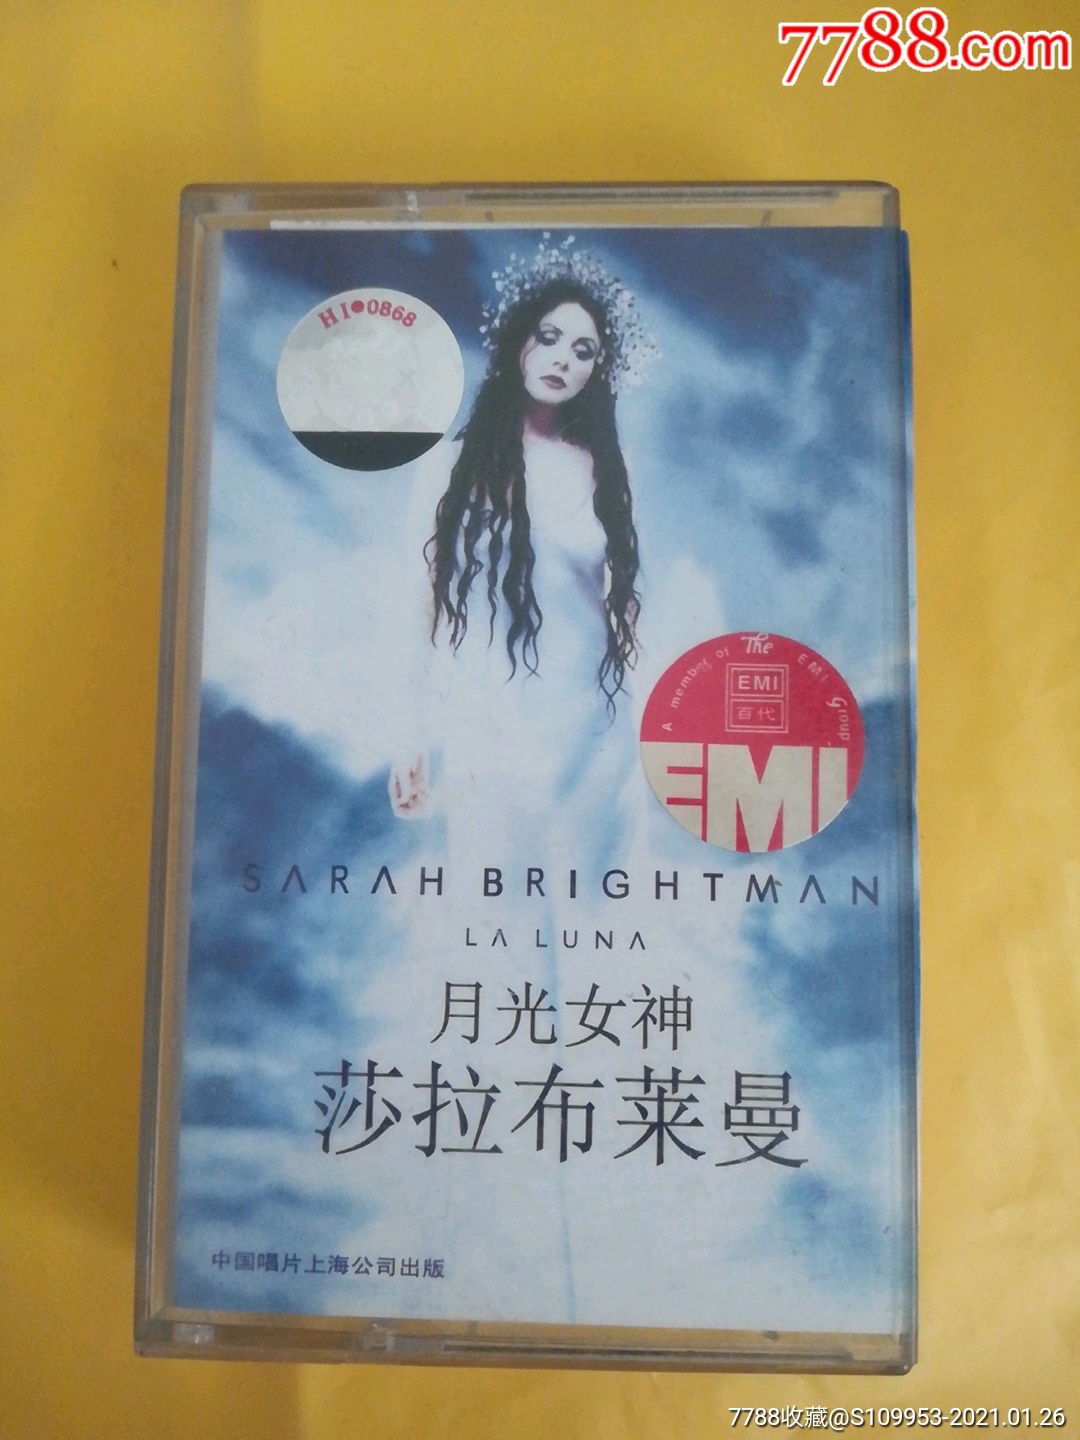 7788.com
HI●0868
A member of The EMI Group
EMI
百代
EMI
SARAH BRIGHTMAN
LA LUNA
月光女神
莎拉布莱曼
中国唱片上海公司出版
7788收藏@S109953-2021.01.26